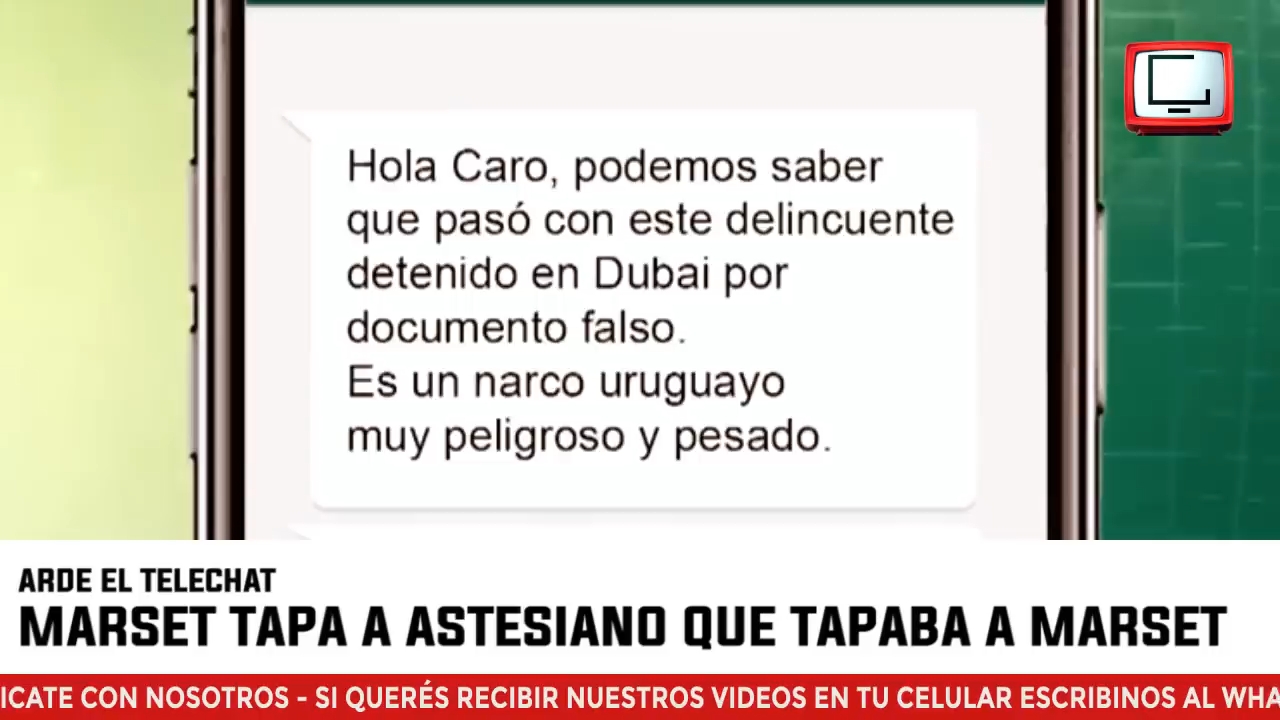 Hola Caro, podemos saber
que pasó con este delincuente
detenido en Dubai por
documento falso.
Es un narco uruguayo
muy peligroso y pesado.
ARDE EL TELECHAT
MARSET TAPA A ASTESIANO QUE TAPABA A MARSET
ICATE CON NOSOTROS - SI QUERÉS RECIBIR NUESTROS VIDEOS EN TU CELULAR ESCRIBINOS AL WHA